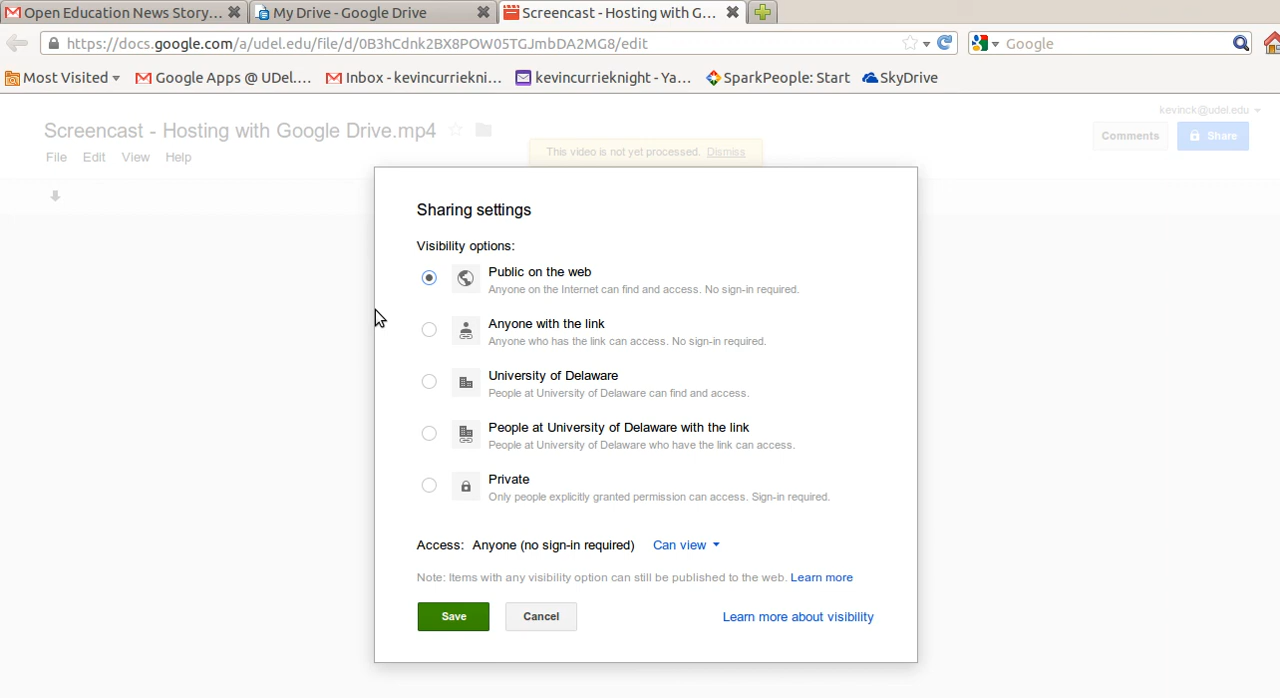 Open Education News Story...
My Drive - Google Drive
Screencast - Hosting with G...
https://docs.google.com/a/udel.edu/file/d/0B3hCdnk2BX8POW05TGJmbDA2MG8/edit
Google
Most Visited
Google Apps @ UDel....
Inbox - kevincurriekni...
kevincurrieknight - Ya...
SparkPeople: Start
SkyDrive
kevinck@udel.edu
Screencast - Hosting with Google Drive.mp4
Comments
Share
File Edit View Help
This video is not yet processed. Dismiss
Sharing settings
Visibility options:
Public on the web
Anyone on the Internet can find and access. No sign-in required.
Anyone with the link
Anyone who has the link can access. No sign-in required.
University of Delaware
People at University of Delaware can find and access.
People at University of Delaware with the link
People at University of Delaware who have the link can access.
Private
Only people explicitly granted permission can access. Sign-in required.
Access: Anyone (no sign-in required) Can view
Note: Items with any visibility option can still be published to the web. Learn more
Save Cancel Learn more about visibility